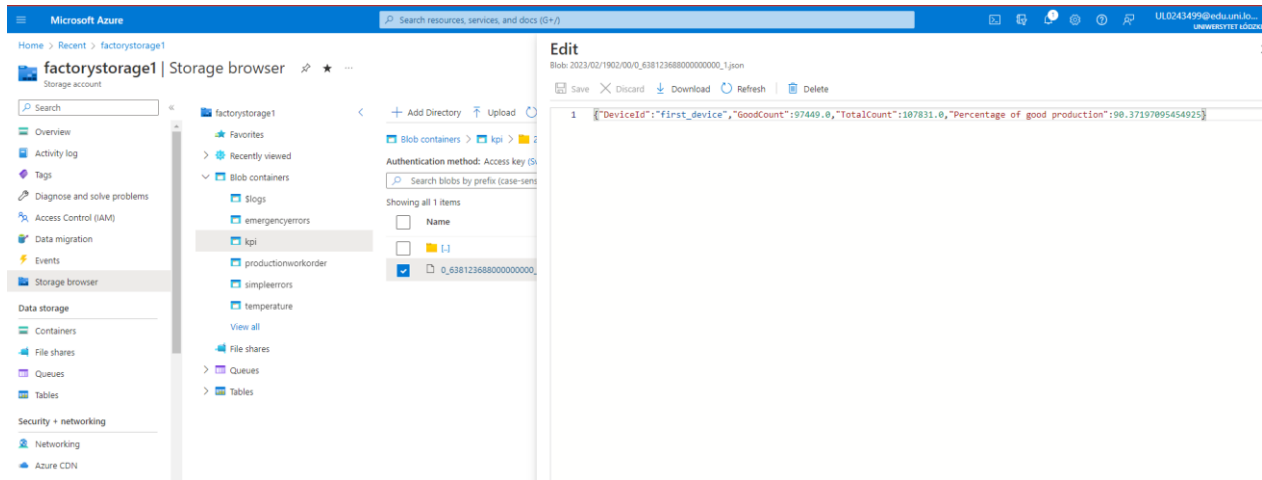 Microsoft Azure
Search resources, services, and docs (G+/)
1
UL0243499@edu.uni.lo...
Home > Recent > factorystorage1
factorystorage1 | Storage browser
Storage account
Search
Overview
Activity log
Tags
Diagnose and solve problems
Access Control (IAM)
Data migration
Events
Storage browser
Data storage
Containers
File shares
Queues
Tables
Security + networking
Networking
Azure CDN
factorystorage1
Favorites
Recently viewed
Blob containers
$logs
emergencyerrors
kpi
productionworkorder
simpleerrors
temperature
View all
File shares
Queues
Tables
Add Directory
Upload
Blob containers > kpi > 2
Authentication method: Access key (Sw
Search blobs by prefix (case-sens
Showing all 1 items
Name
[..]
0_638123688000000000_
Edit
Blob: 2023/02/1902/00/0_638123688000000000_1.json
Save Discard Download Refresh Delete
1 {"DeviceId":"first_device","GoodCount":97449.0,"TotalCount":107831.0,"Percentage of good production":90.37197095454925}